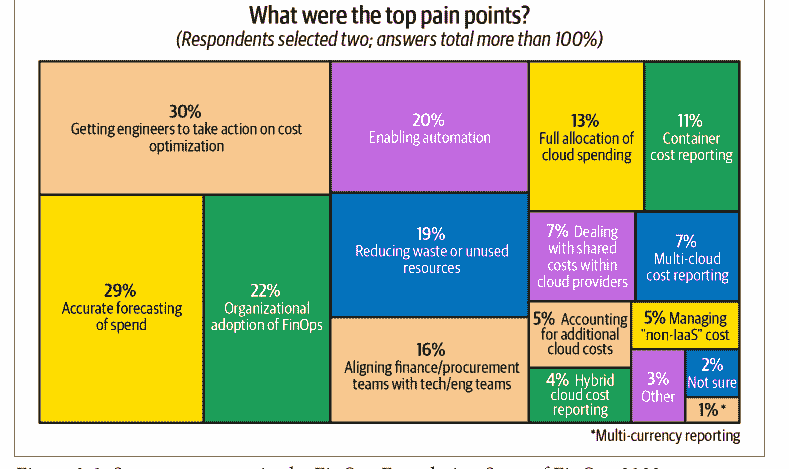 What were the top pain points?
(Respondents selected two; answers total more than 100%)
30%
Getting engineers to take action on cost
optimization
20%
Enabling automation
13%
Full allocation of
cloud spending
11%
Container
cost reporting
29%
Accurate forecasting
of spend
22%
Organizational
adoption of FinOps
19%
Reducing waste or unused
resources
7% Dealing
with shared
costs within
cloud providers
7%
Multi-cloud
cost reporting
16%
Aligning finance/procurement
teams with tech/eng teams
5% Accounting
for additional
cloud costs
5% Managing
"non-IaaS" cost
4% Hybrid
cloud cost
reporting
3%
Other
2%
Not sure
1% *
*Multi-currency reporting